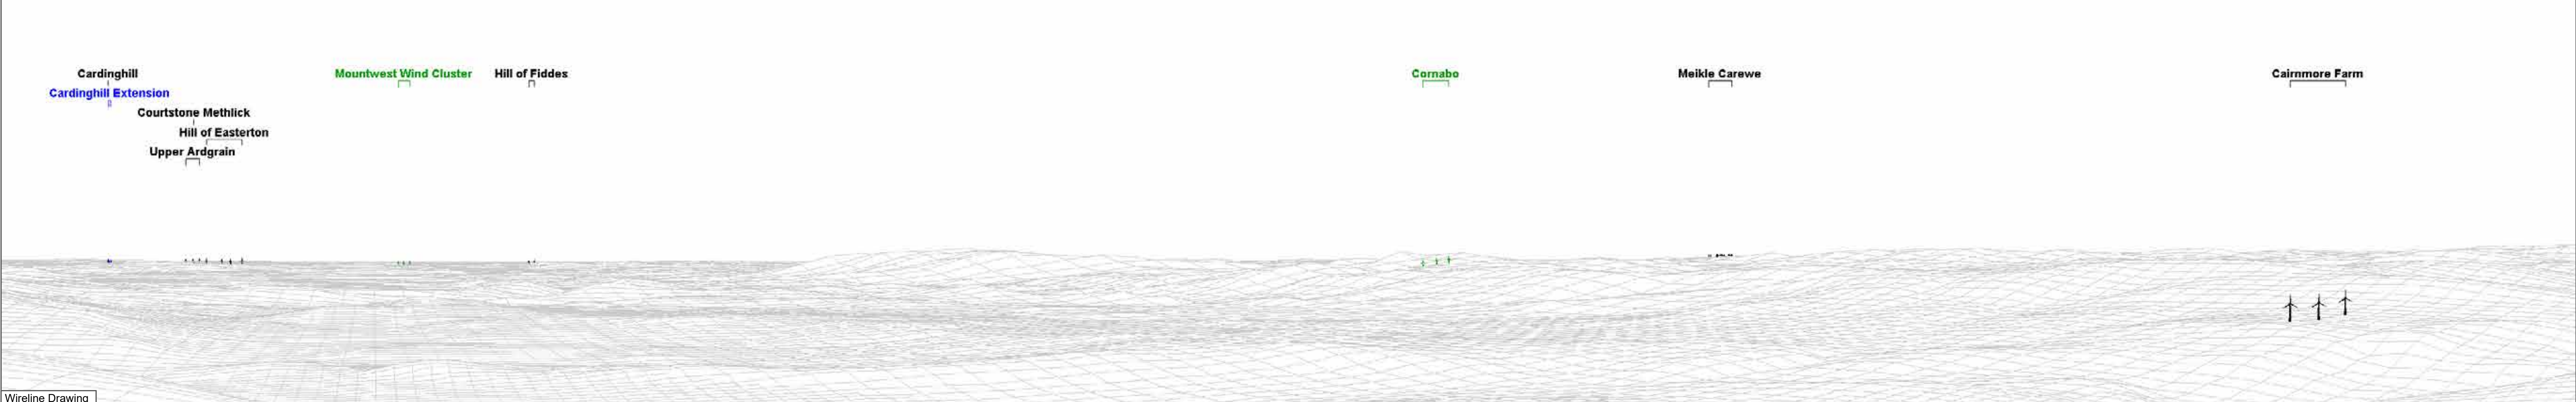 Cardinghill
Cardinghill Extension
Courtstone Methlick
Hill of Easterton
Upper Ardgrain
Mountwest Wind Cluster
Hill of Fiddes
Cornabo
Meikle Carewe
Cairnmore Farm
Wireline Drawing